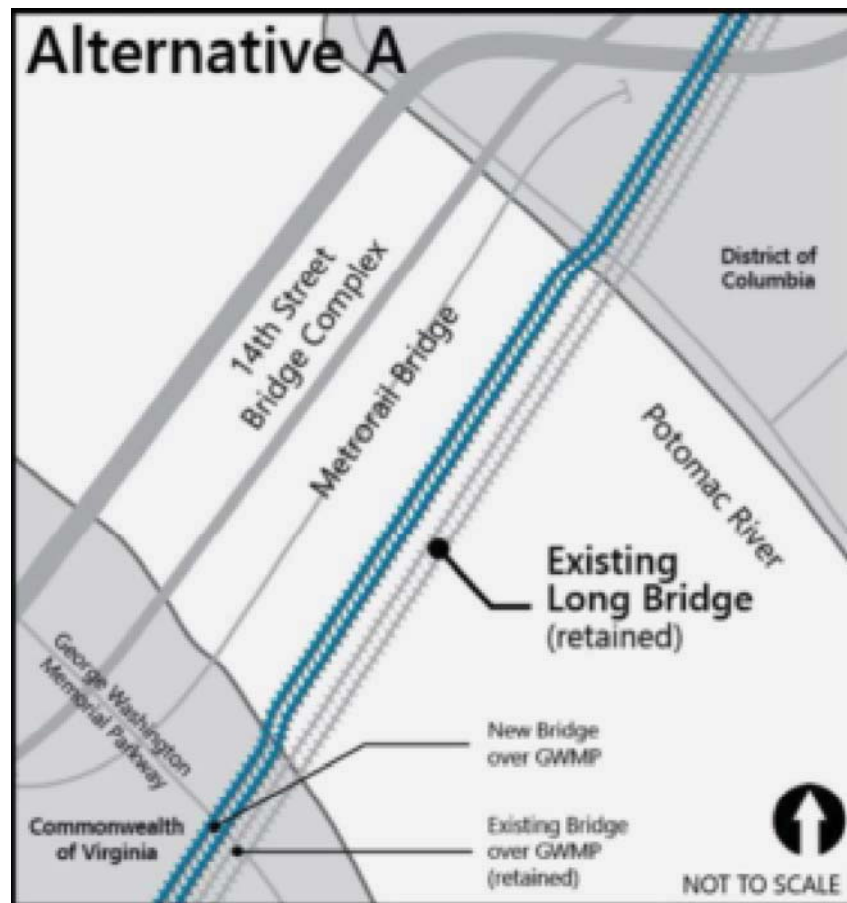 Alternative A
14th Street
Bridge Complex
Metrorail Bridge
District of
Columbia
Potomac River
Existing
Long Bridge
(retained)
George Washington
Memorial Parkway
New Bridge
over GWMP
Commonwealth
of Virginia
Existing Bridge
over GWMP
(retained)
NOT TO SCALE